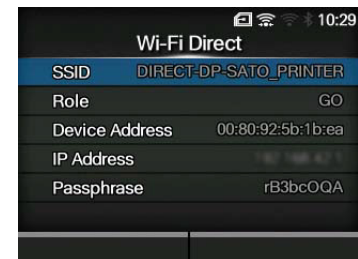 10:29
Wi-Fi Direct
SSID DIRECT-DP-SATO_PRINTER
Role GO
Device Address 00:80:92:5b:1b:ea
IP Address
Passphrase rB3bcOQA